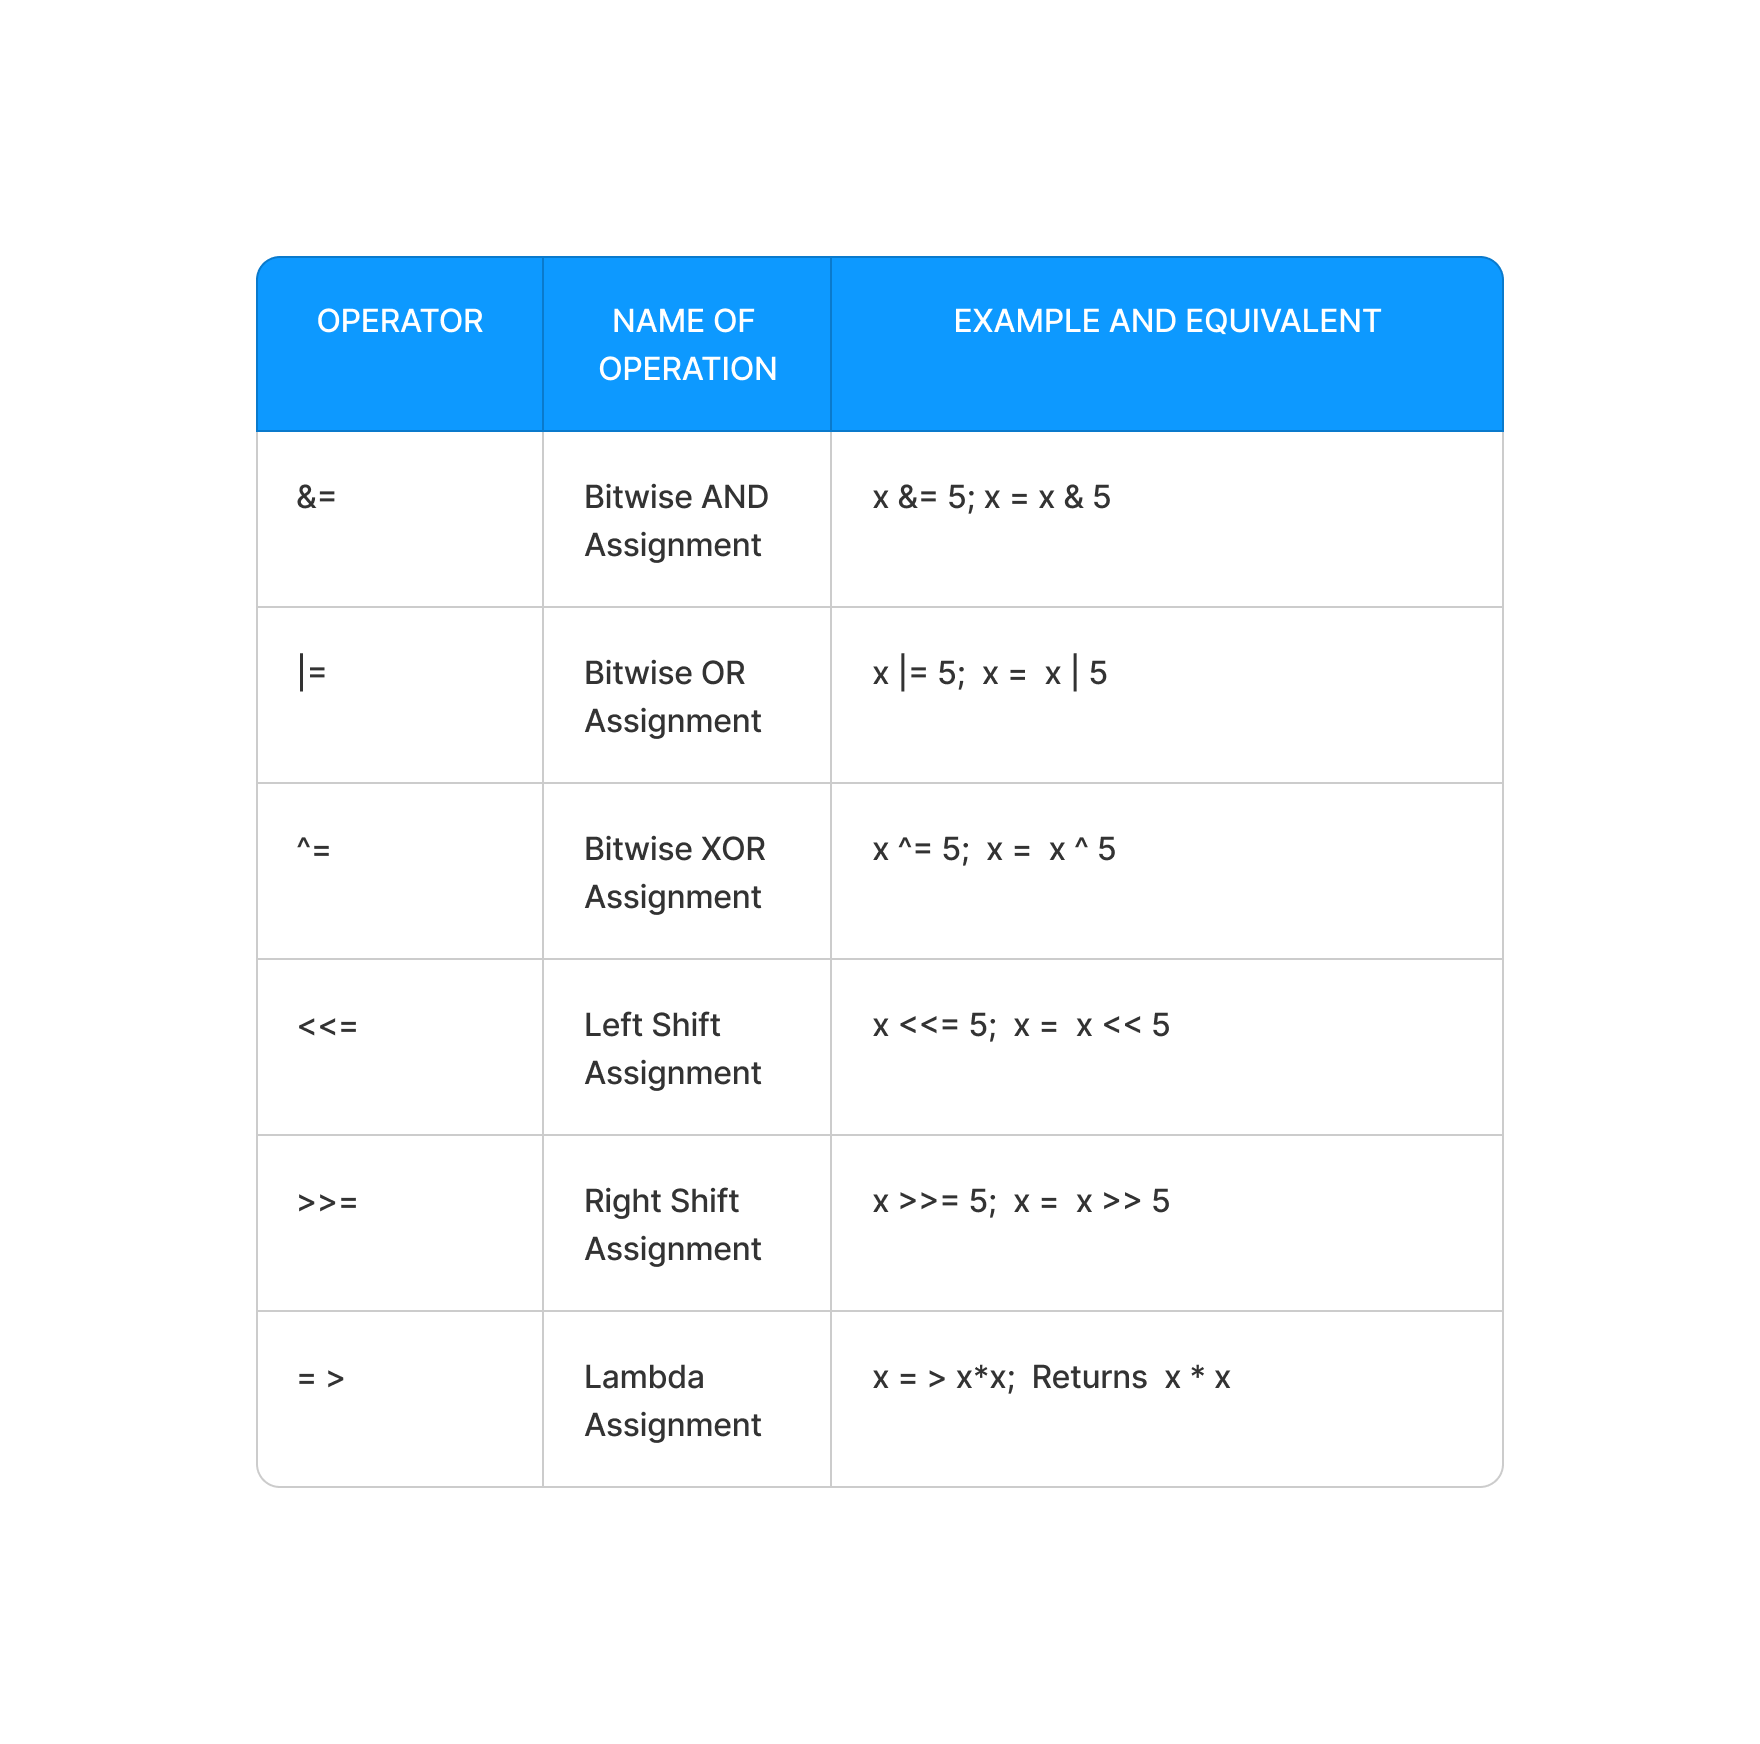 OPERATOR
NAME OF
OPERATION
EXAMPLE AND EQUIVALENT
&=
Bitwise AND
Assignment
x &= 5; x = x & 5
|=
Bitwise OR
Assignment
x |= 5;  x =  x | 5
^=
Bitwise XOR
Assignment
x ^= 5;  x =  x ^ 5
<<=
Left Shift
Assignment
x <<= 5;  x =  x << 5
>>=
Right Shift
Assignment
x >>= 5;  x =  x >> 5
= >
Lambda
Assignment
x = > x*x;  Returns  x * x